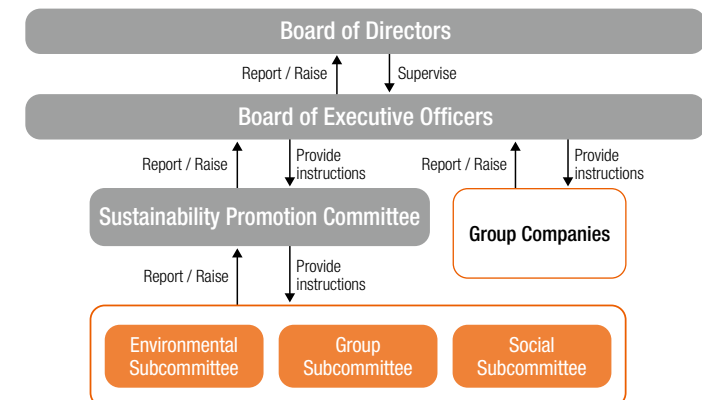 Board of Directors
Report / Raise
Supervise
Board of Executive Officers
Report / Raise
Provide
instructions
Report / Raise
Provide
instructions
Sustainability Promotion Committee
Group Companies
Report / Raise
Provide
instructions
Environmental
Subcommittee
Group
Subcommittee
Social
Subcommittee